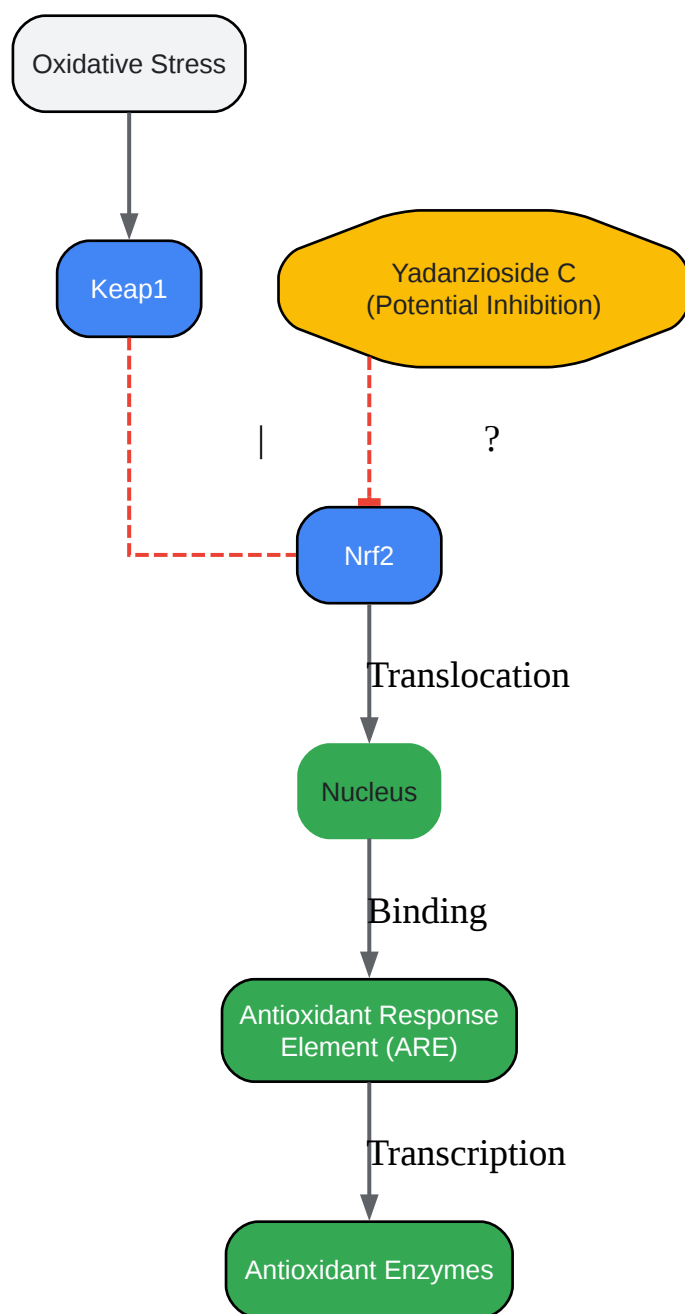 Oxidative Stress
Keap1
Yadanzioside C
(Potential Inhibition)
|
?
Nrf2
Translocation
Nucleus
Binding
Antioxidant Response
Element (ARE)
Transcription
Antioxidant Enzymes